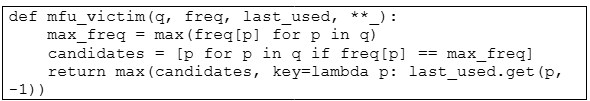 def mfu_victim(q, freq, last_used, **_):
    max_freq = max(freq[p] for p in q)
    candidates = [p for p in q if freq[p] == max_freq]
    return max(candidates, key=lambda p: last_used.get(p,
-1))